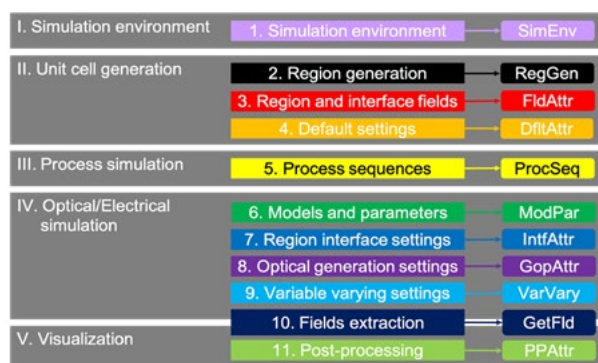 I. Simulation environment
1. Simulation environment
SimEnv
II. Unit cell generation
2. Region generation
RegGen
3. Region and interface fields
FldAttr
4. Default settings
DfltAttr
III. Process simulation
5. Process sequences
ProcSeq
IV. Optical/Electrical
simulation
6. Models and parameters
ModPar
7. Region interface settings
IntfAttr
8. Optical generation settings
GopAttr
9. Variable varying settings
VarVary
10. Fields extraction
GetFld
V. Visualization
11. Post-processing
PPAttr